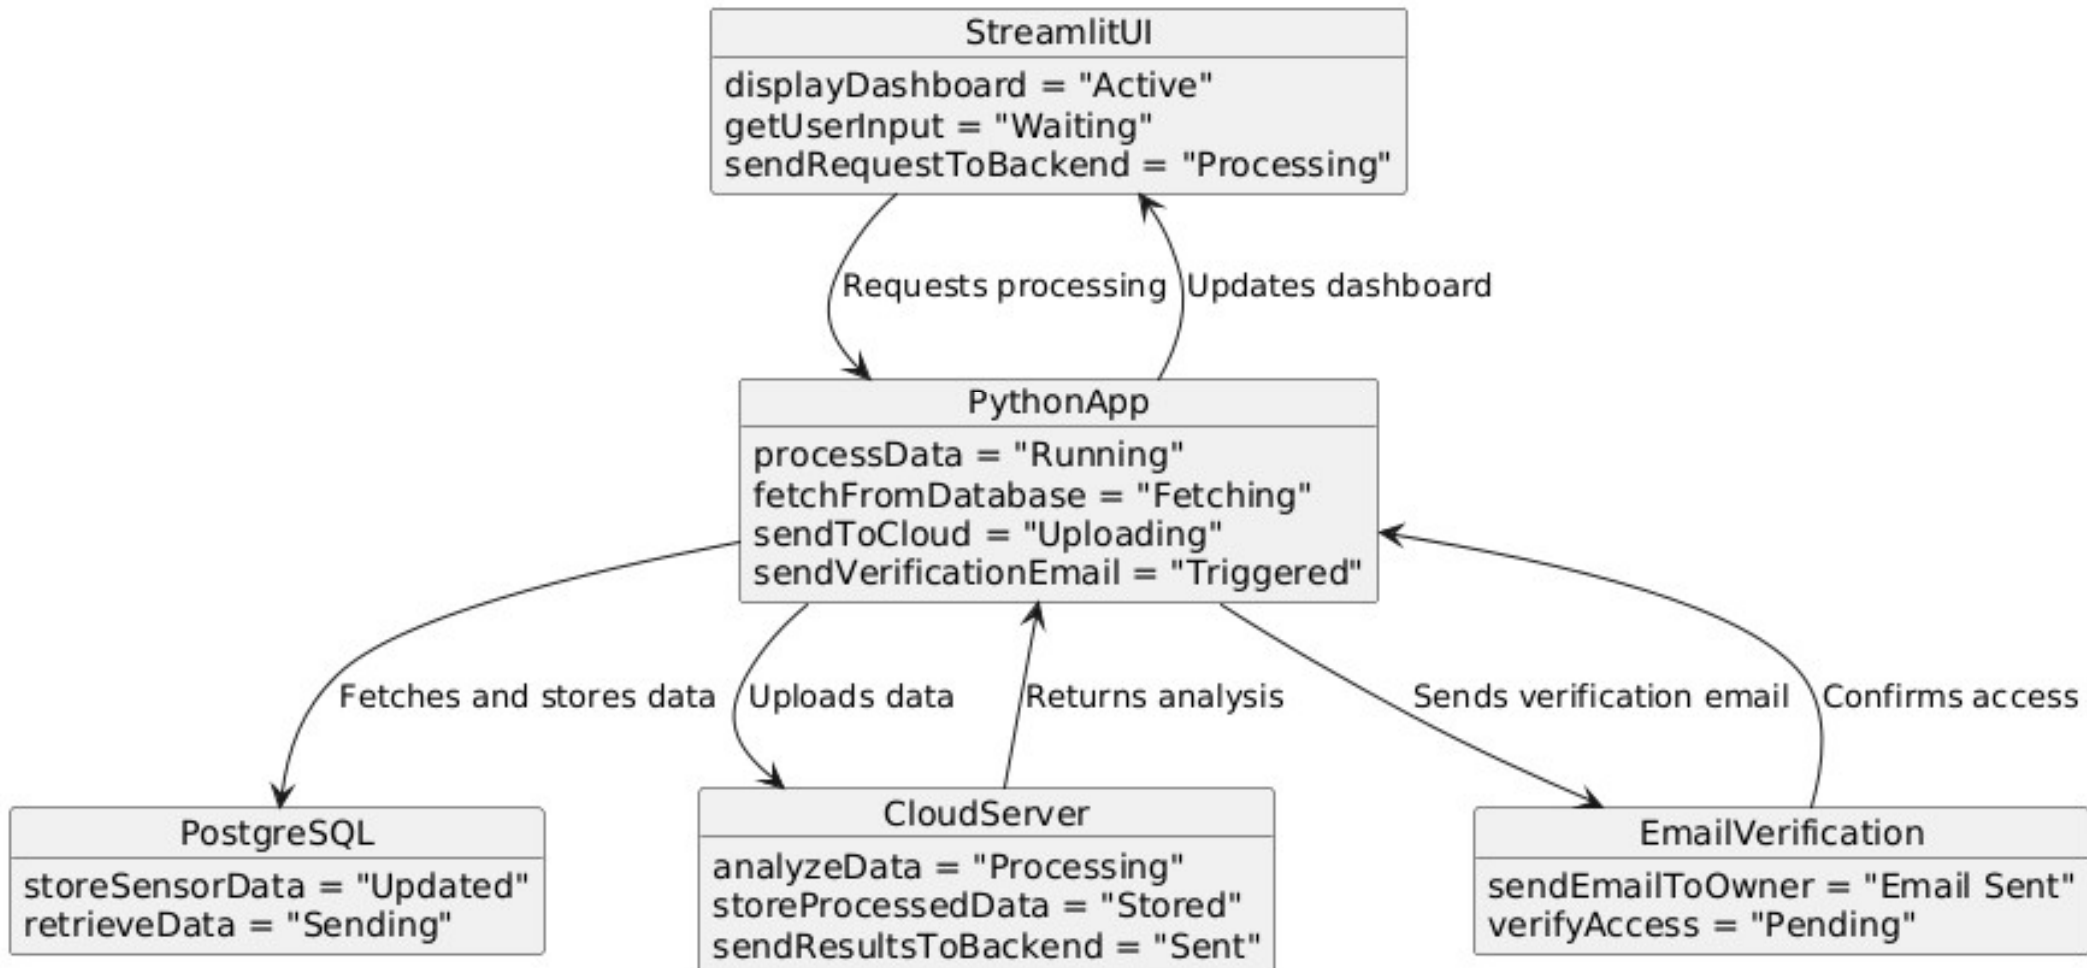 StreamlitUI
displayDashboard = "Active"
getUserInput = "Waiting"
sendRequestToBackend = "Processing"
Requests processing
Updates dashboard
PythonApp
processData = "Running"
fetchFromDatabase = "Fetching"
sendToCloud = "Uploading"
sendVerificationEmail = "Triggered"
Fetches and stores data
Uploads data
Returns analysis
Sends verification email
Confirms access
PostgreSQL
storeSensorData = "Updated"
retrieveData = "Sending"
CloudServer
analyzeData = "Processing"
storeProcessedData = "Stored"
sendResultsToBackend = "Sent"
EmailVerification
sendEmailToOwner = "Email Sent"
verifyAccess = "Pending"